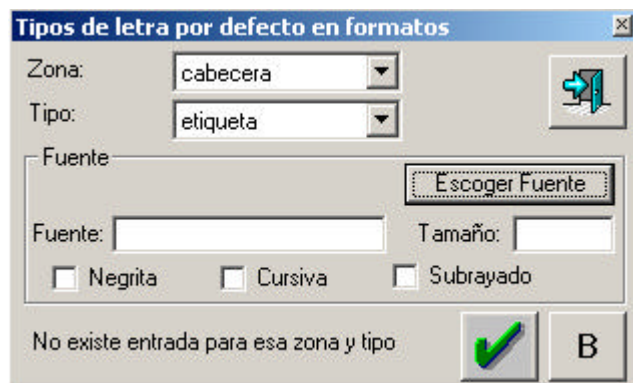 Tipos de letra por defecto en formatos
Zona: cabecera
Tipo: etiqueta
Fuente
Escoger Fuente
Fuente: Tamaño:
Negrita Cursiva Subrayado
No existe entrada para esa zona y tipo B